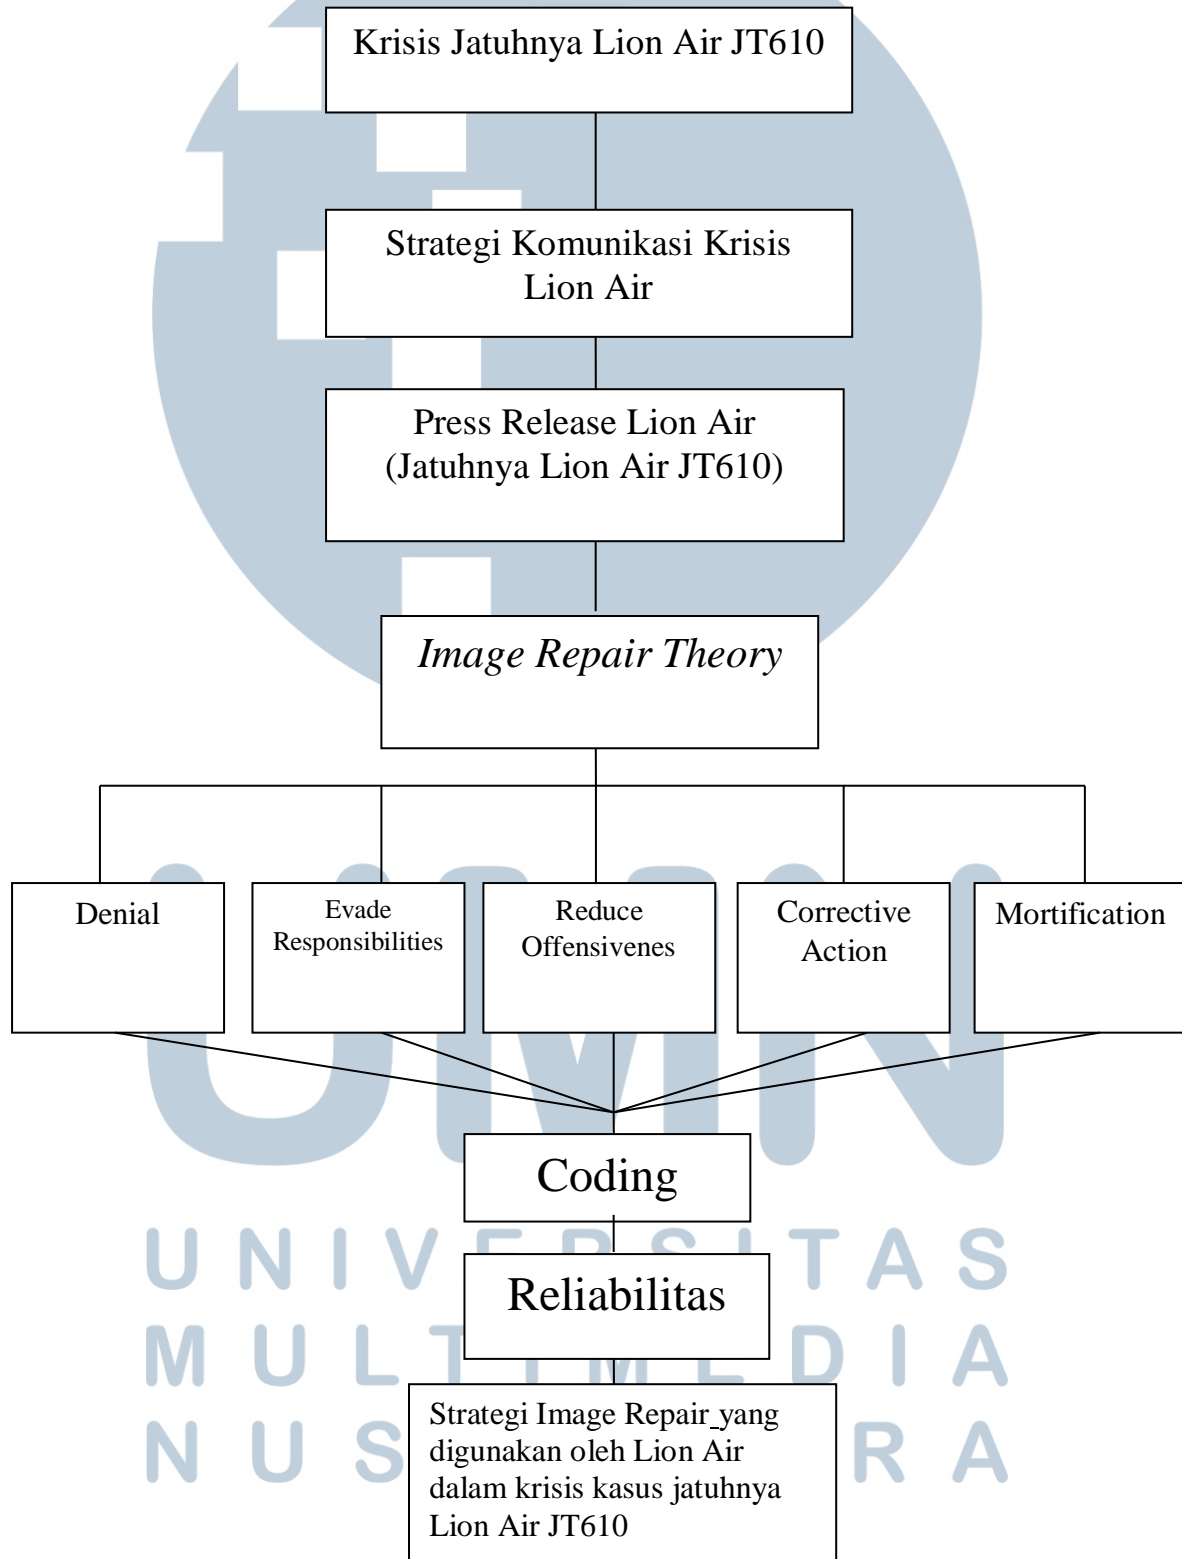 Krisis Jatuhnya Lion Air JT610
Strategi Komunikasi Krisis
Lion Air
Press Release Lion Air
(Jatuhnya Lion Air JT610)
Image Repair Theory
Denial
Evade
Responsibilities
Reduce
Offensivenes
Corrective
Action
Mortification
Coding
Reliabilitas
Strategi Image Repair yang
digunakan oleh Lion Air
dalam krisis kasus jatuhnya
Lion Air JT610
UMN
UNIVERSITAS
MULTIMEDIA
NUSANTARA